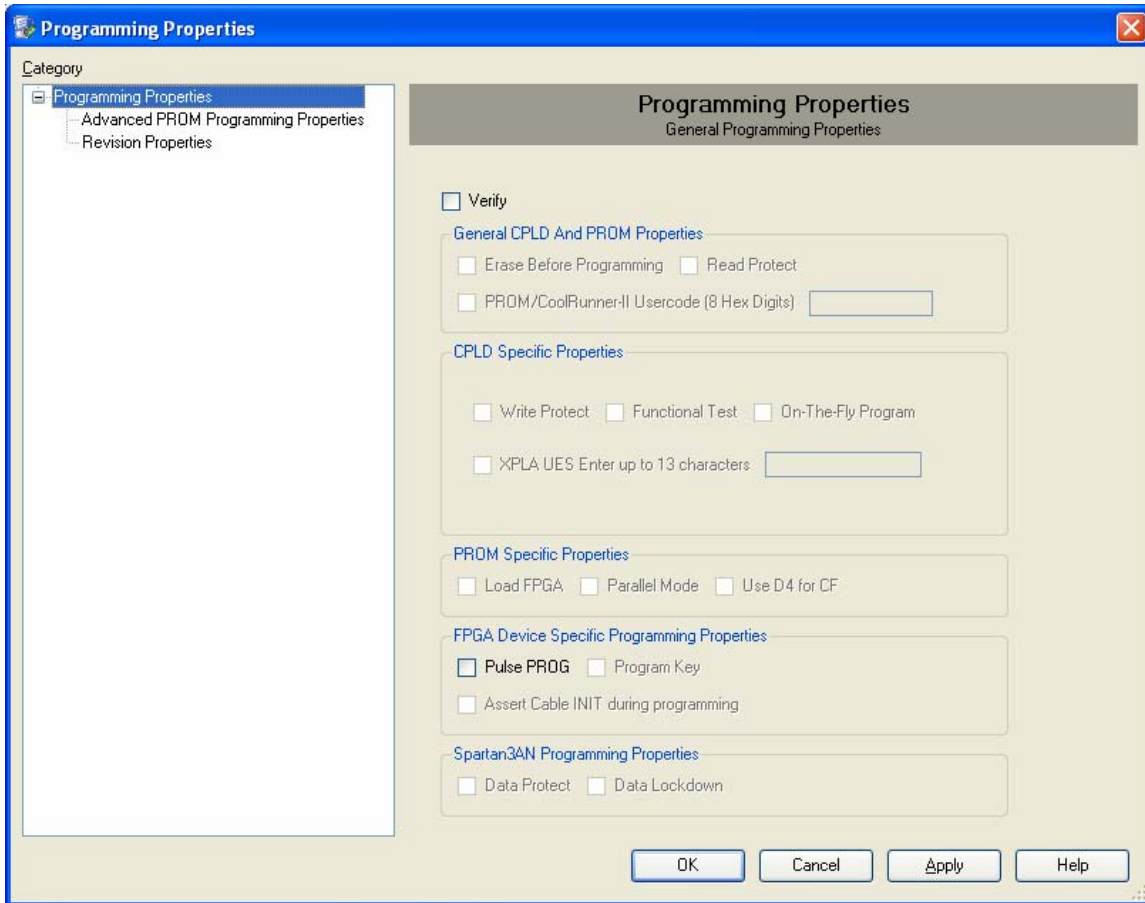 Programming Properties
Category
Programming Properties
Advanced PROM Programming Properties
Revision Properties
Programming Properties
General Programming Properties
Verify
General CPLD And PROM Properties
Erase Before Programming Read Protect
PROM/CoolRunner-II Usercode (8 Hex Digits)
CPLD Specific Properties
Write Protect Functional Test On-The-Fly Program
XPLA UES Enter up to 13 characters
PROM Specific Properties
Load FPGA Parallel Mode Use D4 for CF
FPGA Device Specific Programming Properties
Pulse PROG Program Key
Assert Cable INIT during programming
Spartan3AN Programming Properties
Data Protect Data Lockdown
OK Cancel Apply Help